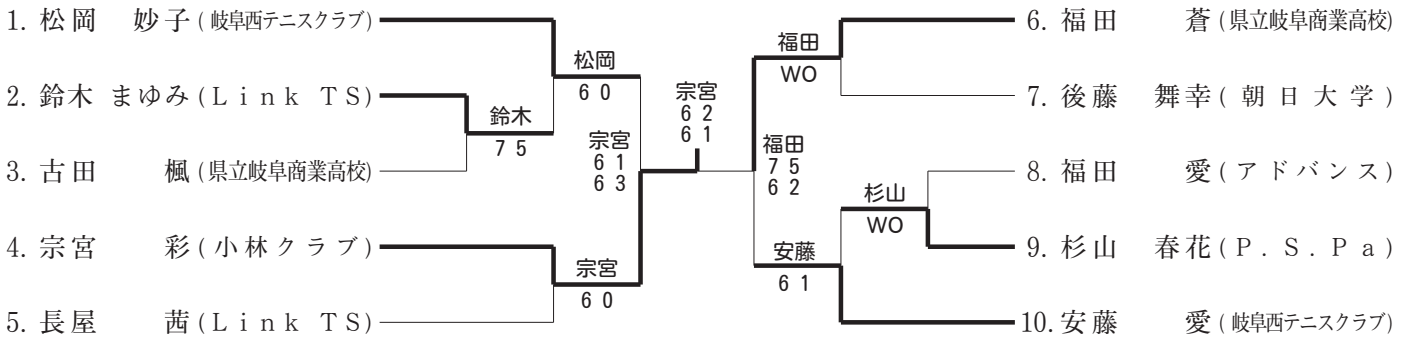 1. 松岡 妙子 (岐阜西テニスクラブ)
2. 鈴木 まゆみ (Link TS)
3. 古田 楓 (県立岐阜商業高校)
4. 宗宮 彩 (小林クラブ)
5. 長屋 茜 (Link TS)
鈴木
7 5
松岡
6 0
宗宮
6 0
宗宮
6 1
6 3
宗宮
6 2
6 1
福田
7 5
6 2
福田
WO
杉山
WO
安藤
6 1
6. 福田 蒼 (県立岐阜商業高校)
7. 後藤 舞幸 (朝日大学)
8. 福田 愛 (アドバンス)
9. 杉山 春花 (P.S.Pa)
10. 安藤 愛 (岐阜西テニスクラブ)